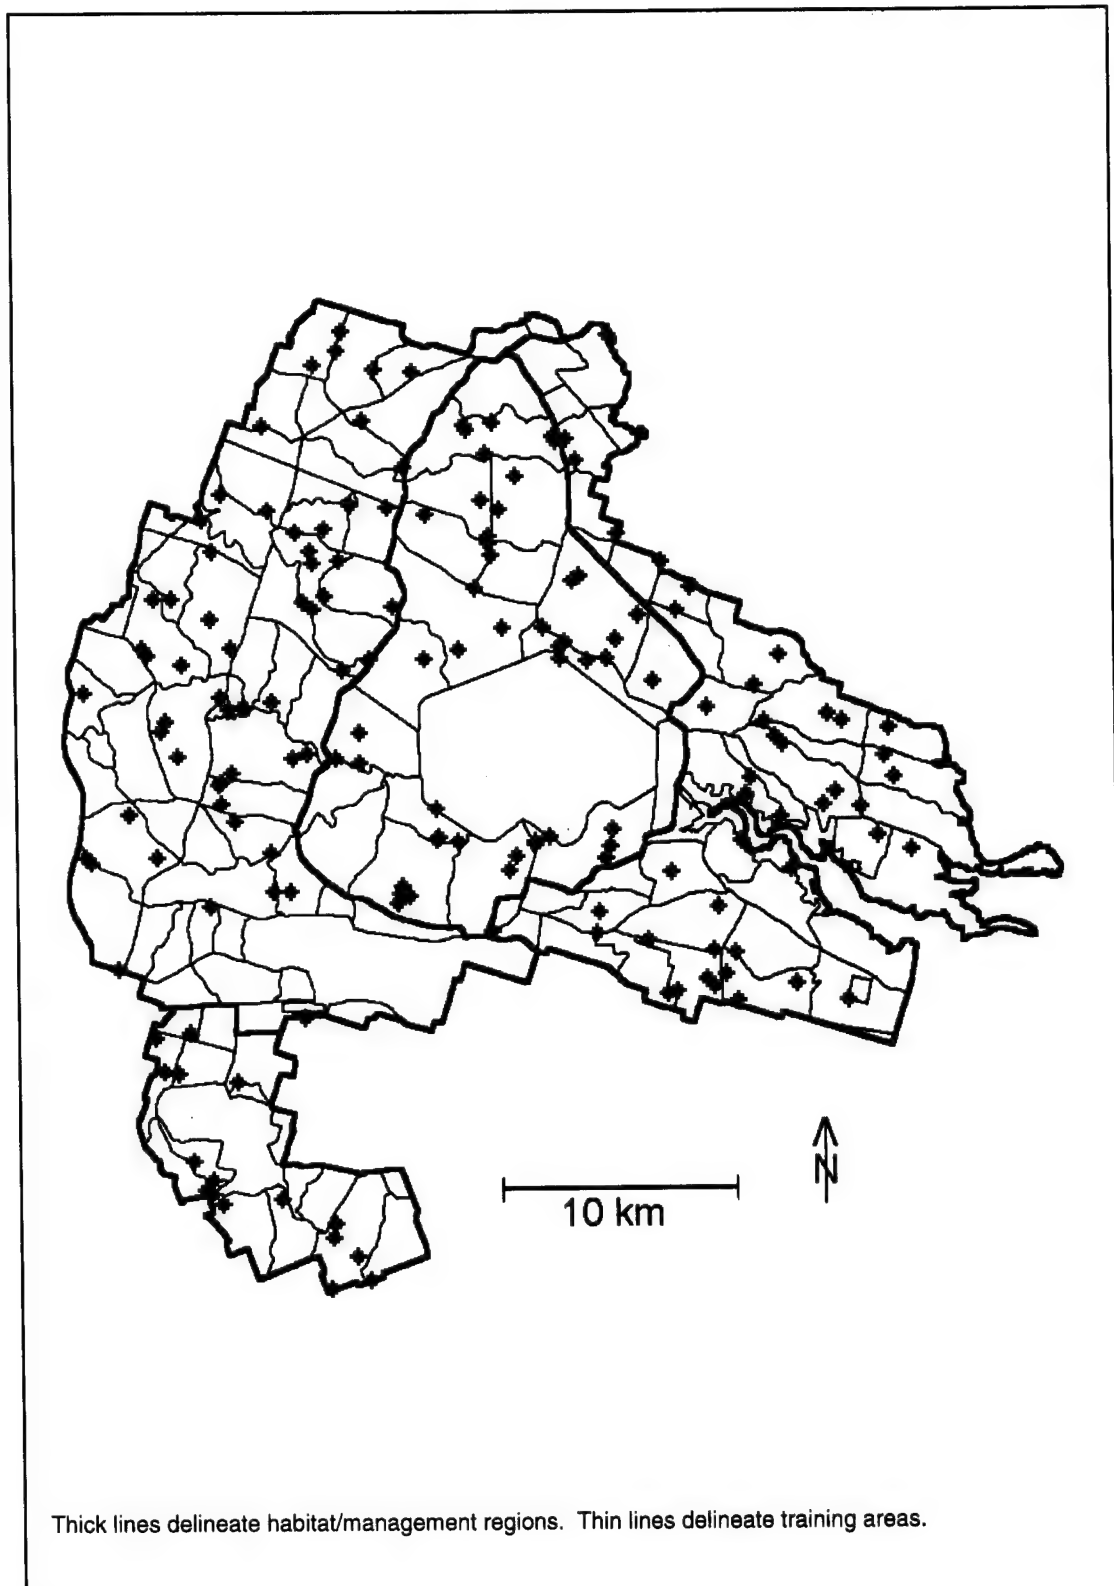 N
10 km
Thick lines delineate habitat/management regions. Thin lines delineate training areas.